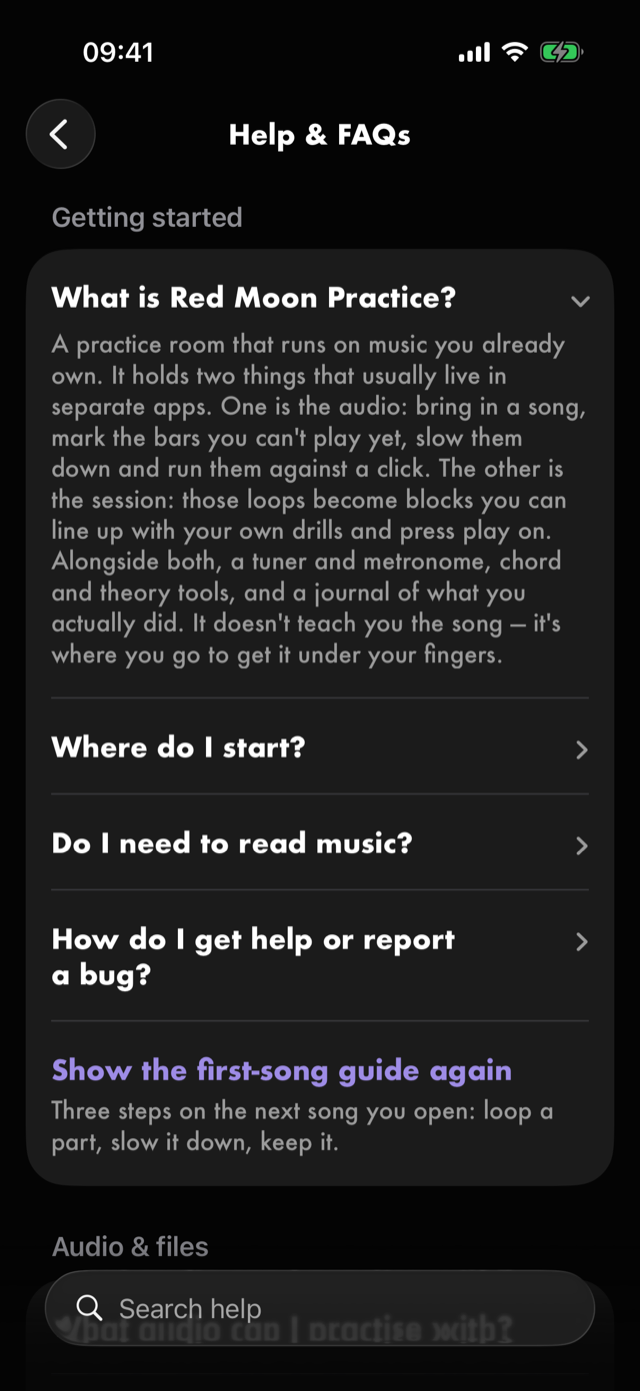 09:41
Help & FAQs
Getting started
What is Red Moon Practice?
A practice room that runs on music you already
own. It holds two things that usually live in
separate apps. One is the audio: bring in a song,
mark the bars you can't play yet, slow them
down and run them against a click. The other is
the session: those loops become blocks you can
line up with your own drills and press play on.
Alongside both, a tuner and metronome, chord
and theory tools, and a journal of what you
actually did. It doesn't teach you the song — it's
where you go to get it under your fingers.
Where do I start?
Do I need to read music?
How do I get help or report
a bug?
Show the first-song guide again
Three steps on the next song you open: loop a
part, slow it down, keep it.
Audio & files
Search help
What audio can I practise with?